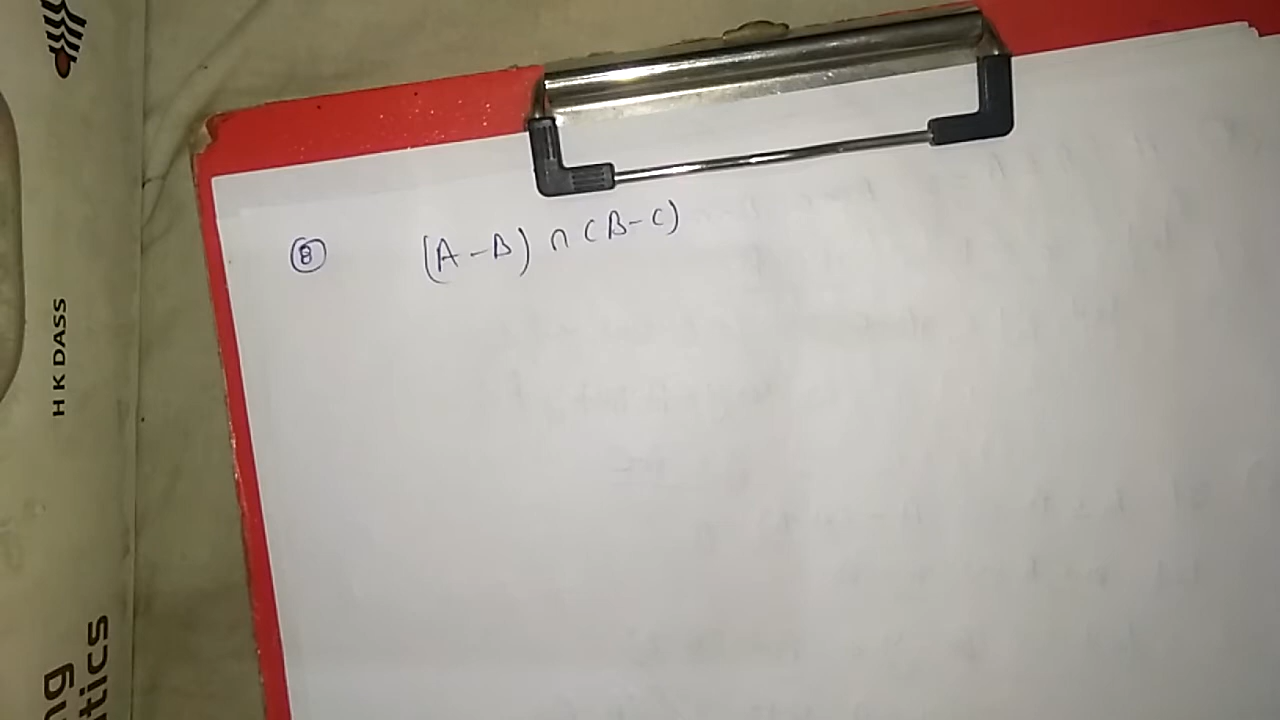 ⑧ (A-B) ∩ (B-C)
H K DASS
ng
tics